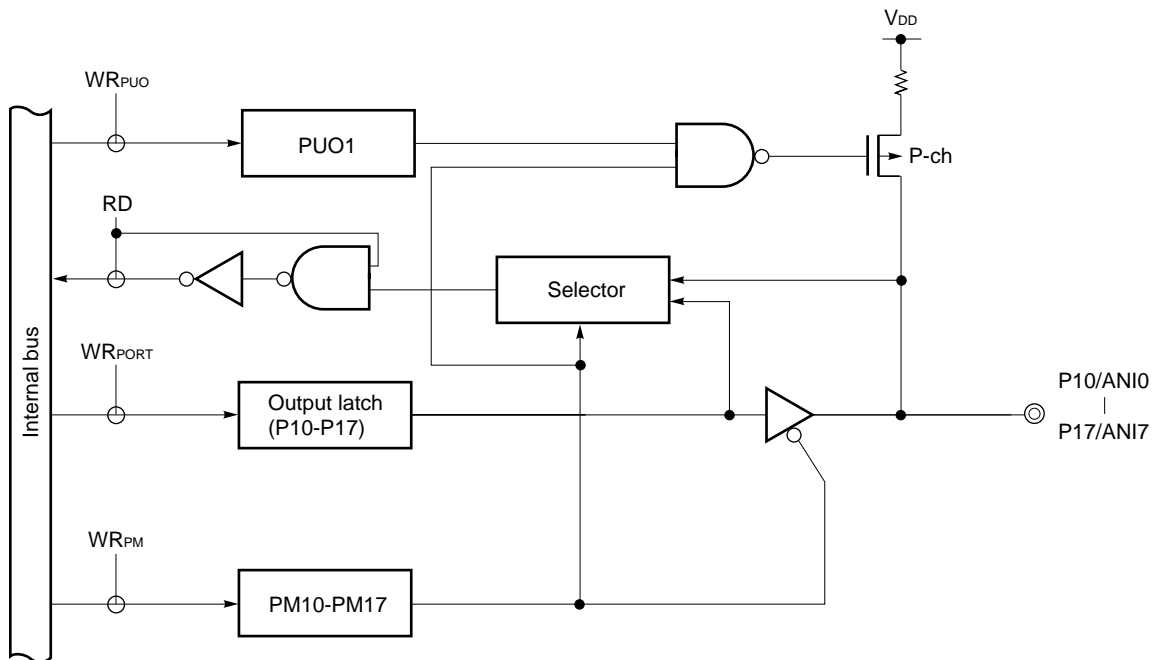 VDD
WRPUO
PUO1
P-ch
RD
Selector
Internal bus
WRPORT
Output latch
(P10-P17)
P10/ANI0
P17/ANI7
WRPM
PM10-PM17